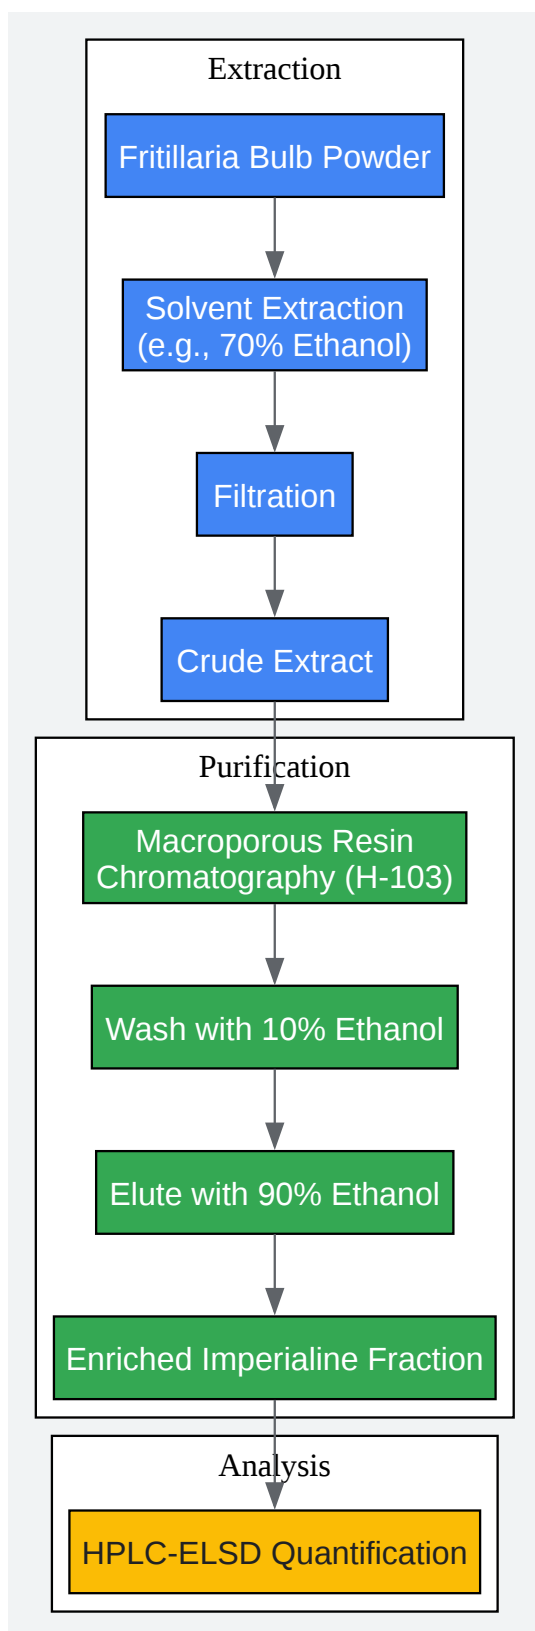 Extraction
Fritillaria Bulb Powder
Solvent Extraction
(e.g., 70% Ethanol)
Filtration
Crude Extract
Purification
Macroporous Resin
Chromatography (H-103)
Wash with 10% Ethanol
Elute with 90% Ethanol
Enriched Imperialine Fraction
Analysis
HPLC-ELSD Quantification